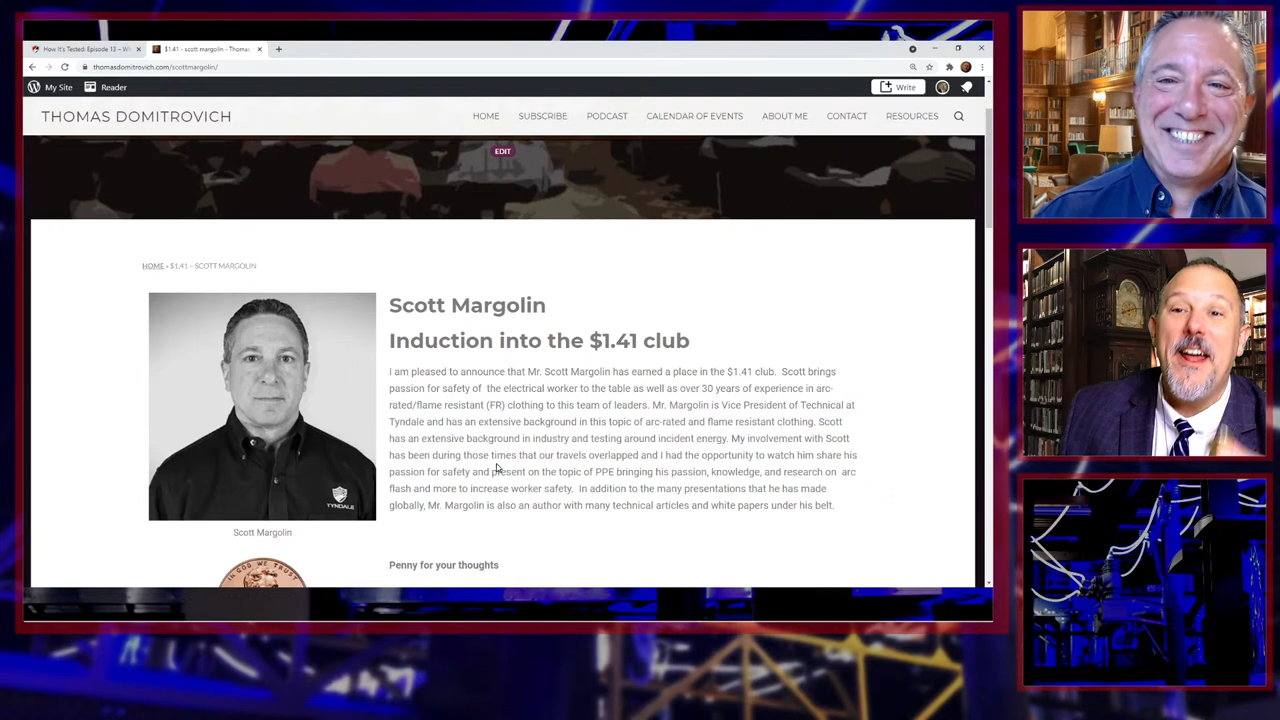 How It's Tested: Episode 13 – W
$1.41 - scott margolin - Thomas
thomasdomitrovich.com/scottmargolin/
My Site
Reader
Write
THOMAS DOMITROVICH
HOME
SUBSCRIBE
PODCAST
CALENDAR OF EVENTS
ABOUT ME
CONTACT
RESOURCES
EDIT
HOME » $1.41 – SCOTT MARGOLIN
Scott Margolin
Induction into the $1.41 club
I am pleased to announce that Mr. Scott Margolin has earned a place in the $1.41 club. Scott brings
passion for safety of the electrical worker to the table as well as over 30 years of experience in arc-
rated/flame resistant (FR) clothing to this team of leaders. Mr. Margolin is Vice President of Technical at
Tyndale and has an extensive background in this topic of arc-rated and flame resistant clothing. Scott
has an extensive background in industry and testing around incident energy. My involvement with Scott
has been during those times that our travels overlapped and I had the opportunity to watch him share his
passion for safety and present on the topic of PPE bringing his passion, knowledge, and research on arc
flash and more to increase worker safety. In addition to the many presentations that he has made
globally, Mr. Margolin is also an author with many technical articles and white papers under his belt.
TYNDALE
Scott Margolin
IN GOD WE TRUST
Penny for your thoughts